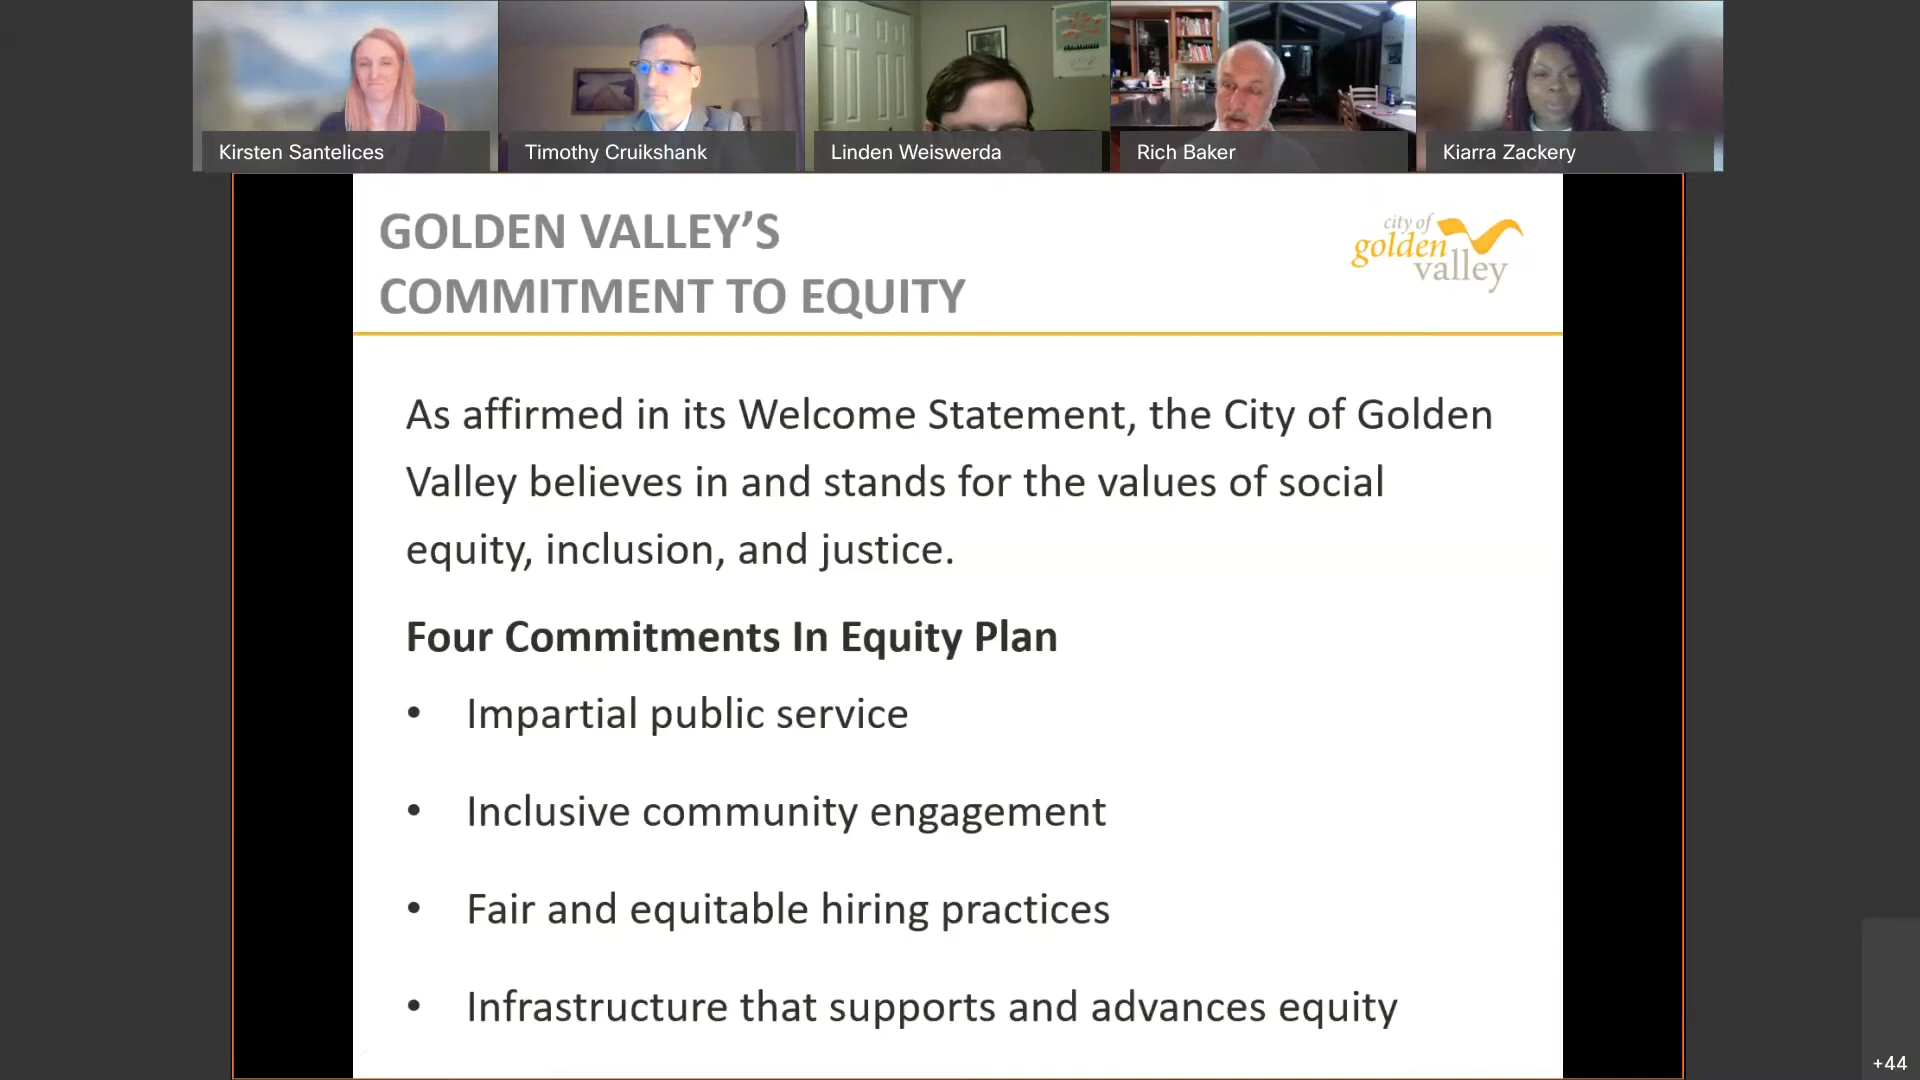 Kirsten Santelices
Timothy Cruikshank
Linden Weiswerda
Rich Baker
Kiarra Zackery
GOLDEN VALLEY’S
COMMITMENT TO EQUITY
city of
golden
valley
As affirmed in its Welcome Statement, the City of Golden
Valley believes in and stands for the values of social
equity, inclusion, and justice.
Four Commitments In Equity Plan
• Impartial public service
• Inclusive community engagement
• Fair and equitable hiring practices
• Infrastructure that supports and advances equity
+44